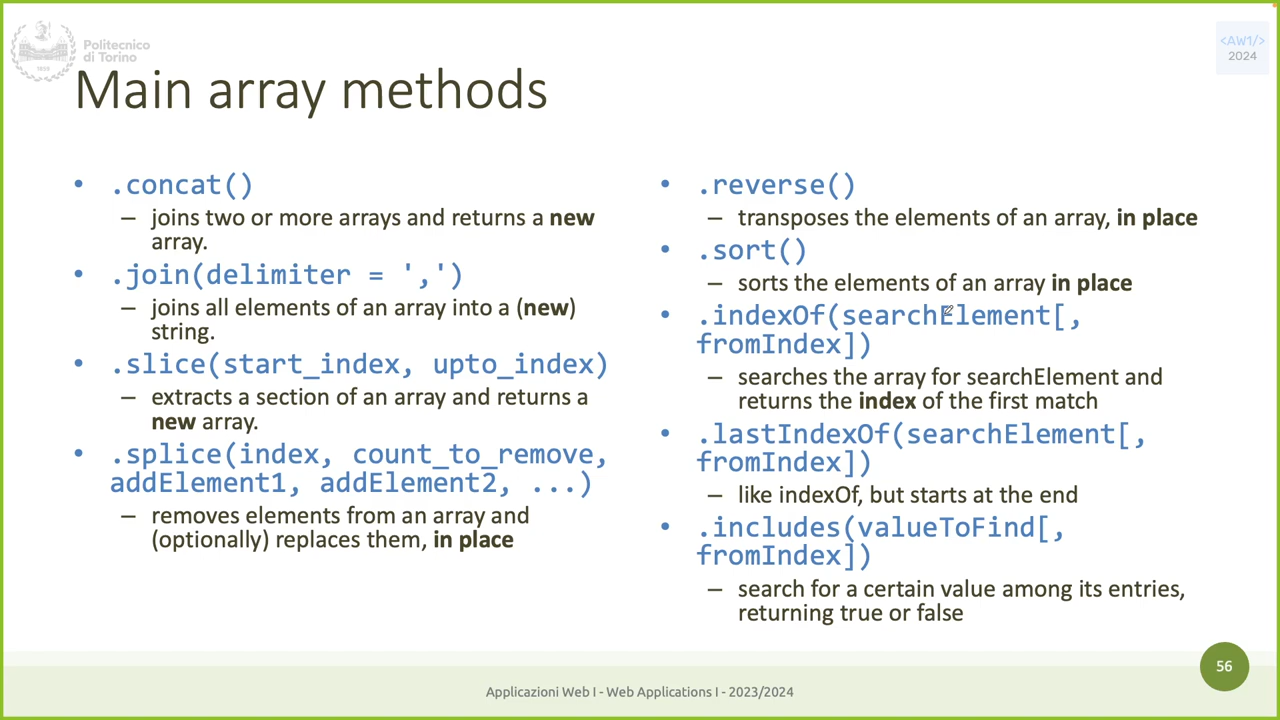 Politecnico
di Torino
1859
<AW1/>
2024
Main array methods
• .concat()
– joins two or more arrays and returns a new
array.
• .join(delimiter = ',')
– joins all elements of an array into a (new)
string.
• .slice(start_index, upto_index)
– extracts a section of an array and returns a
new array.
• .splice(index, count_to_remove,
addElement1, addElement2, ...)
– removes elements from an array and
(optionally) replaces them, in place
• .reverse()
– transposes the elements of an array, in place
• .sort()
– sorts the elements of an array in place
• .indexOf(searchElement[,
fromIndex])
– searches the array for searchElement and
returns the index of the first match
• .lastIndexOf(searchElement[,
fromIndex])
– like indexOf, but starts at the end
• .includes(valueToFind[,
fromIndex])
– search for a certain value among its entries,
returning true or false
56
Applicazioni Web I - Web Applications I - 2023/2024